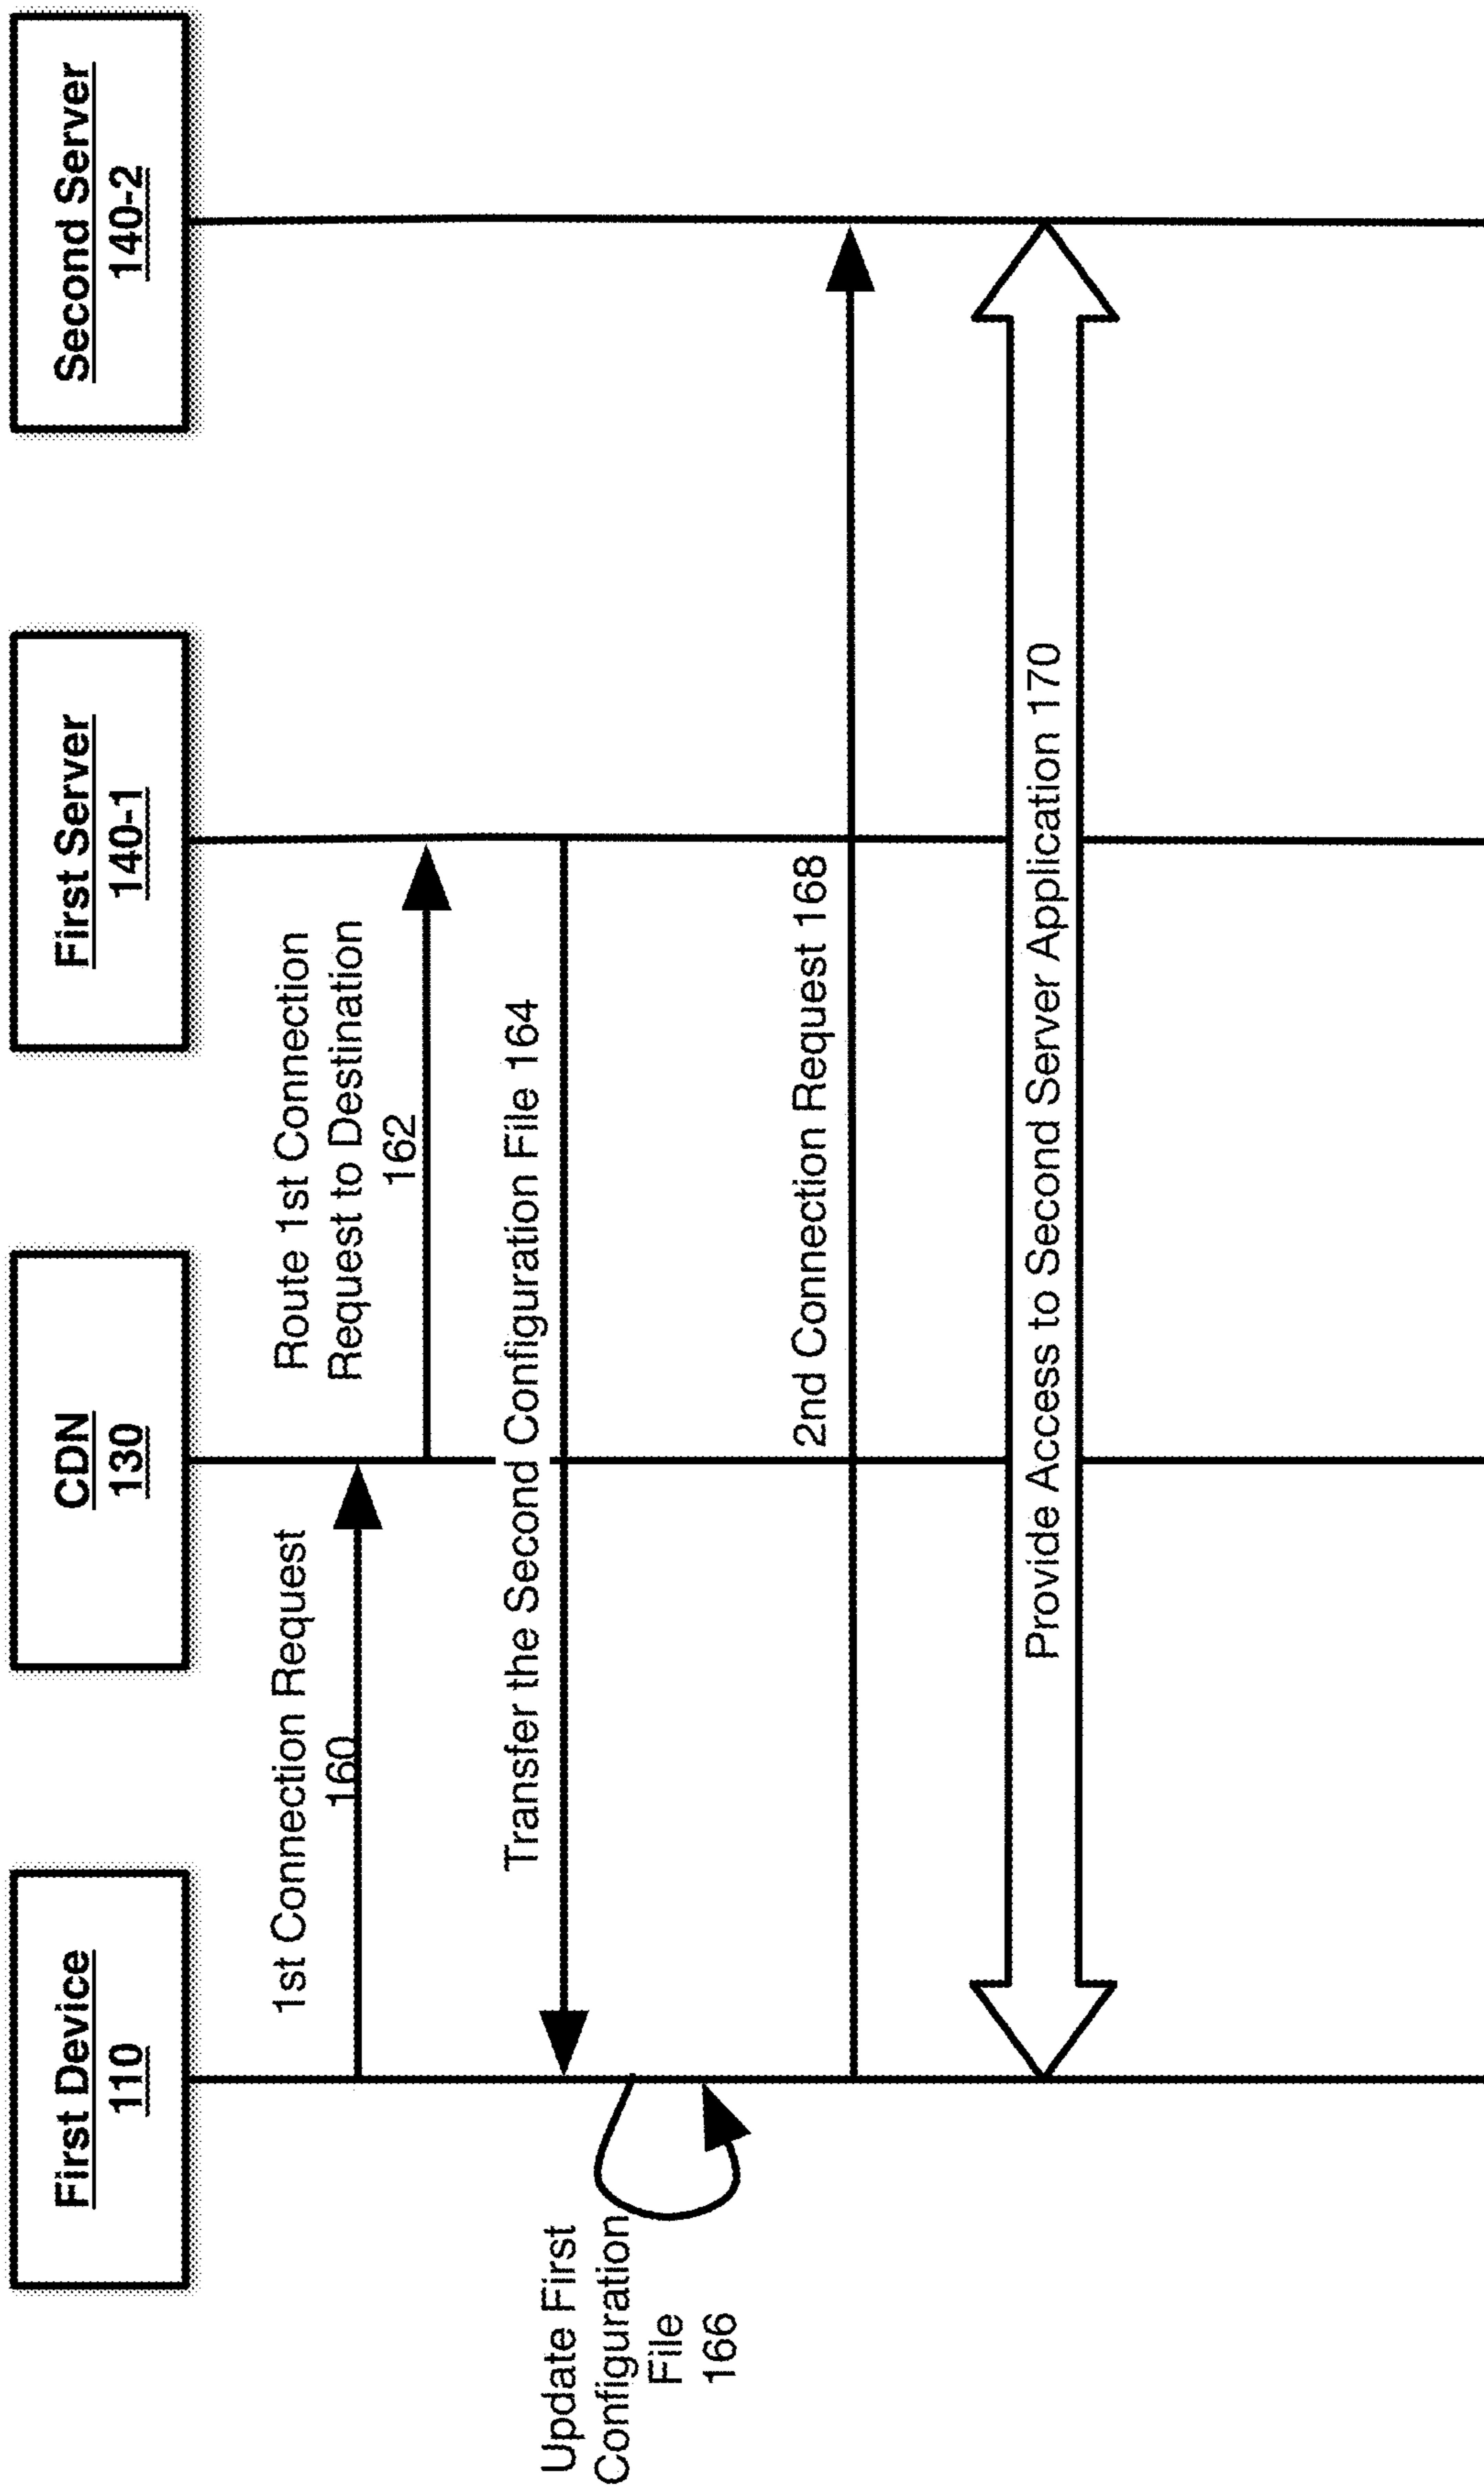 First Device
110
CDN
130
First Server
140-1
Second Server
140-2
1st Connection Request
160
Route 1st Connection
Request to Destination
162
Transfer the Second Configuration File 164
Update First
Configuration
File
166
2nd Connection Request 168
Provide Access to Second Server Application 170